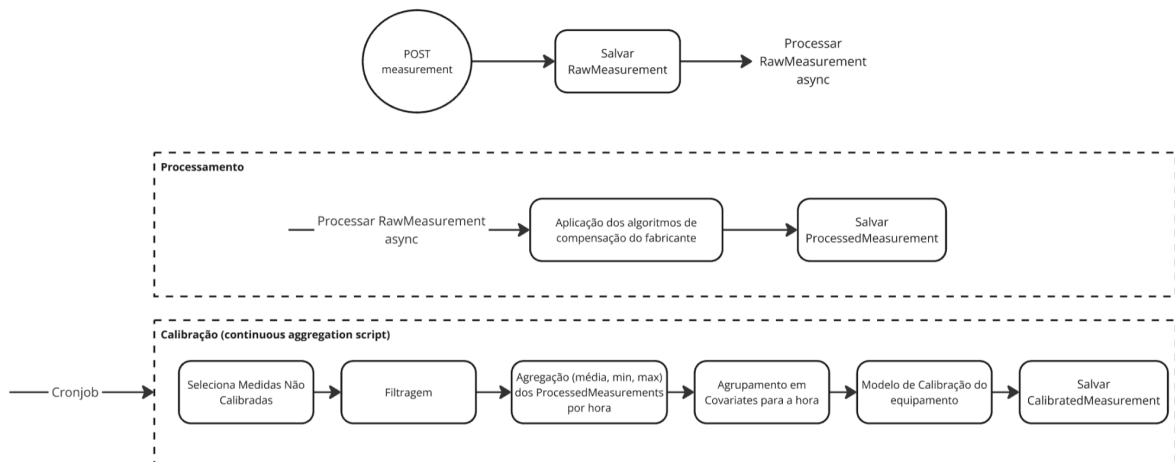 POST
measurement
Salvar
RawMeasurement
Processar
RawMeasurement
async
Processamento
Processar RawMeasurement
async
Aplicação dos algoritmos de
compensação do fabricante
Salvar
ProcessedMeasurement
Calibração (continuous aggregation script)
Cronjob
Seleciona Medidas Não
Calibradas
Filtragem
Agregação (média, min, max)
dos ProcessedMeasurements
por hora
Agrupamento em
Covariates para a hora
Modelo de Calibração do
equipamento
Salvar
CalibratedMeasurement